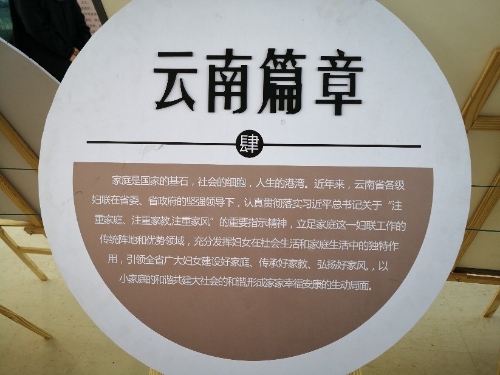 云南篇章
肆
家庭是国家的基石，社会的细胞，人生的港湾。近年来，云南省各级
妇联在省委、省政府的坚强领导下，认真贯彻落实习近平总书记关于“注
重家庭、注重家教,注重家风”的重要指示精神，立足家庭这一妇联工作的
传统阵地和优势领域，充分发挥妇女在社会生活和家庭生活中的独特作
用，引领全省广大妇女建设好家庭、传承好家教、弘扬好家风,，以
小家庭的和谐共建大社会的和谐,形成家家幸福安康的生动局面。